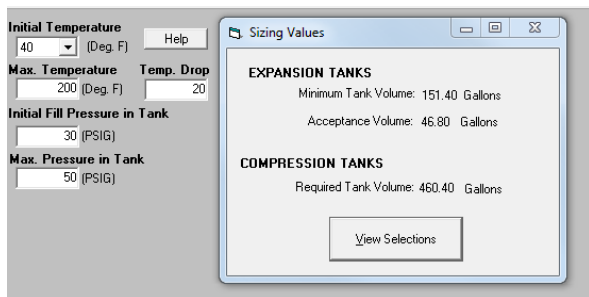 Initial Temperature
40 (Deg. F) Help
Max. Temperature Temp. Drop
200 (Deg. F) 20
Initial Fill Pressure in Tank
30 (PSIG)
Max. Pressure in Tank
50 (PSIG)
Sizing Values
EXPANSION TANKS
Minimum Tank Volume: 151.40 Gallons
Acceptance Volume: 46.80 Gallons
COMPRESSION TANKS
Required Tank Volume: 460.40 Gallons
View Selections